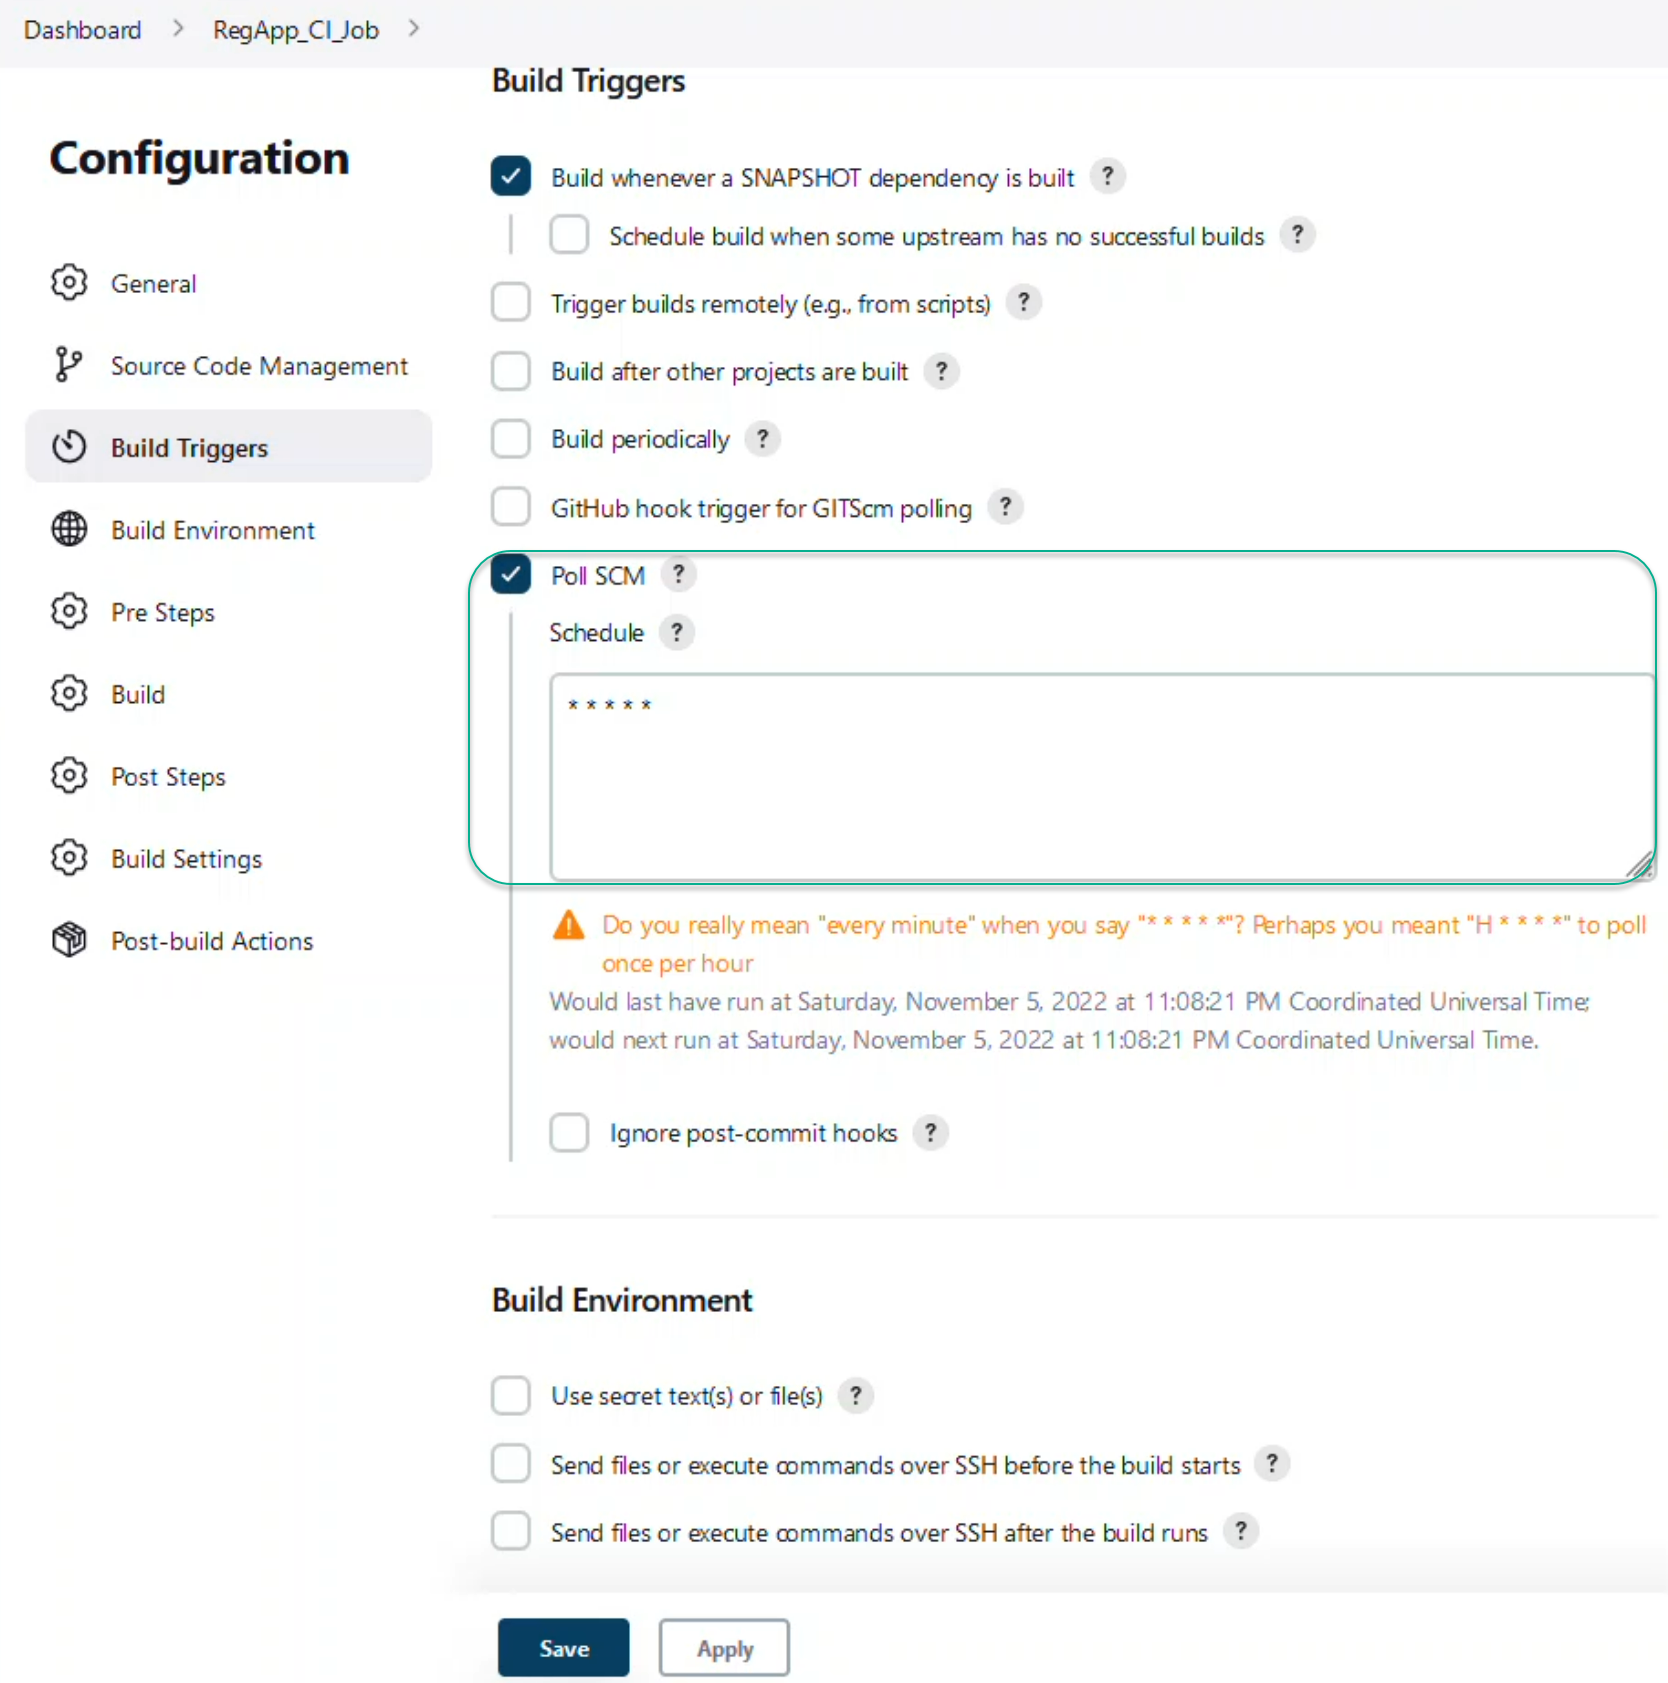 Dashboard > RegApp_CI_Job >
Configuration
General
Source Code Management
Build Triggers
Build Environment
Pre Steps
Build
Post Steps
Build Settings
Post-build Actions
Build Triggers
Build whenever a SNAPSHOT dependency is built ?
Schedule build when some upstream has no successful builds ?
Trigger builds remotely (e.g., from scripts) ?
Build after other projects are built ?
Build periodically ?
GitHub hook trigger for GITScm polling ?
Poll SCM ?
Schedule ?
* * * * *
Do you really mean "every minute" when you say "* * * * *"? Perhaps you meant "H * * * *" to poll
once per hour
Would last have run at Saturday, November 5, 2022 at 11:08:21 PM Coordinated Universal Time;
would next run at Saturday, November 5, 2022 at 11:08:21 PM Coordinated Universal Time.
Ignore post-commit hooks ?
Build Environment
Use secret text(s) or file(s) ?
Send files or execute commands over SSH before the build starts ?
Send files or execute commands over SSH after the build runs ?
Save
Apply